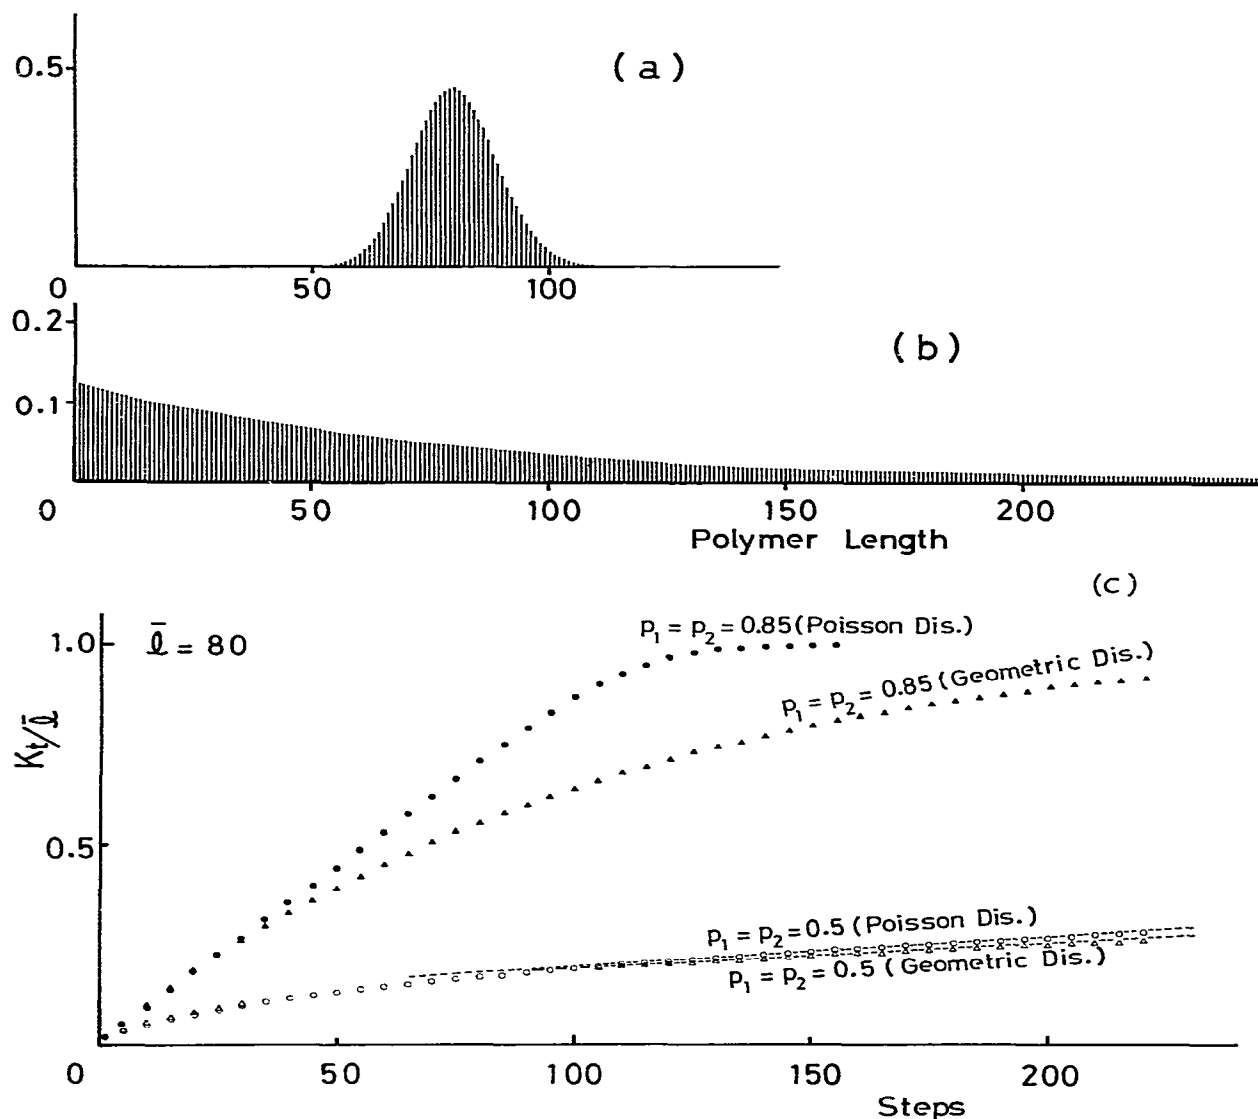 (a)
0.5
0 50 100
(b)
0.2
0.1
0 50 100 150 200
Polymer Length
(c)
1.0
l̄ = 80
p₁ = p₂ = 0.85 (Poisson Dis.)
p₁ = p₂ = 0.85 (Geometric Dis.)
Kt/l̄
0.5
p₁ = p₂ = 0.5 (Poisson Dis.)
p₁ = p₂ = 0.5 (Geometric Dis.)
0 50 100 150 200
Steps